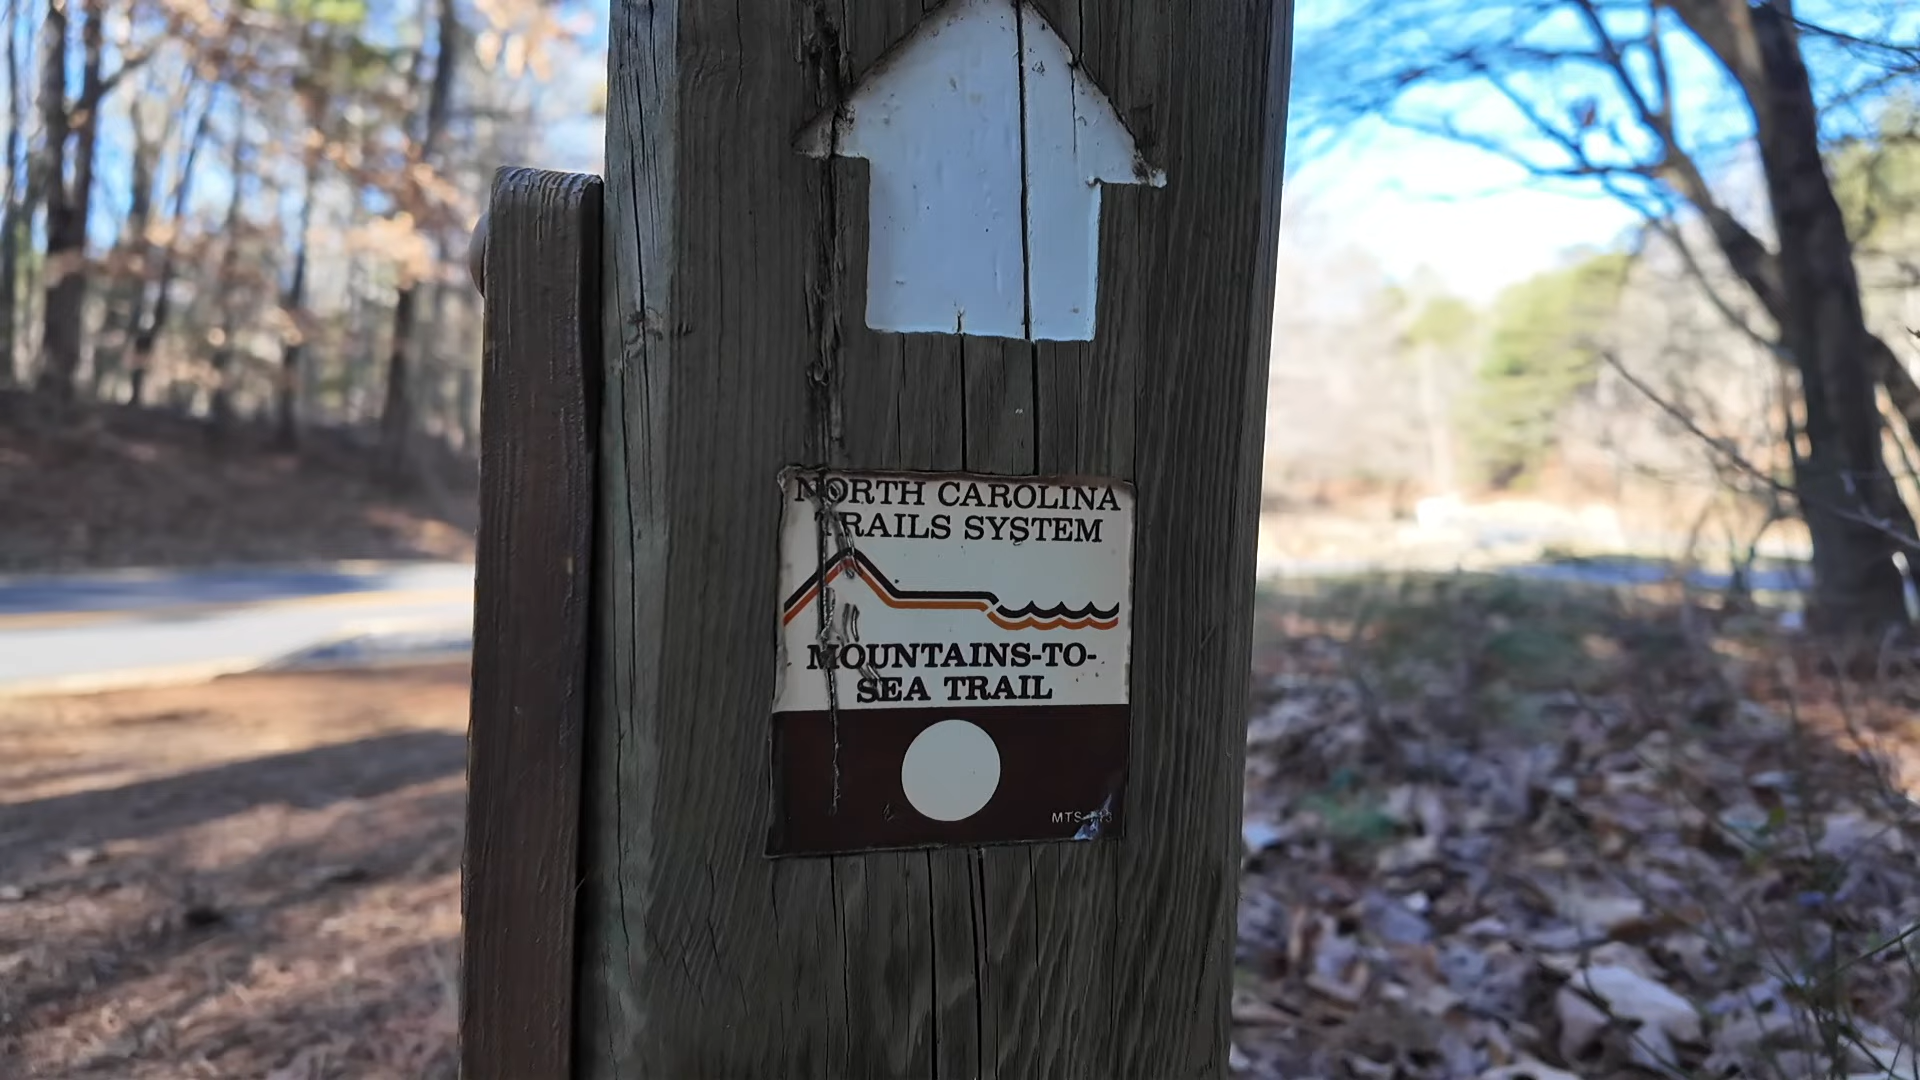 NORTH CAROLINA
TRAILS SYSTEM
MOUNTAINS-TO-
SEA TRAIL